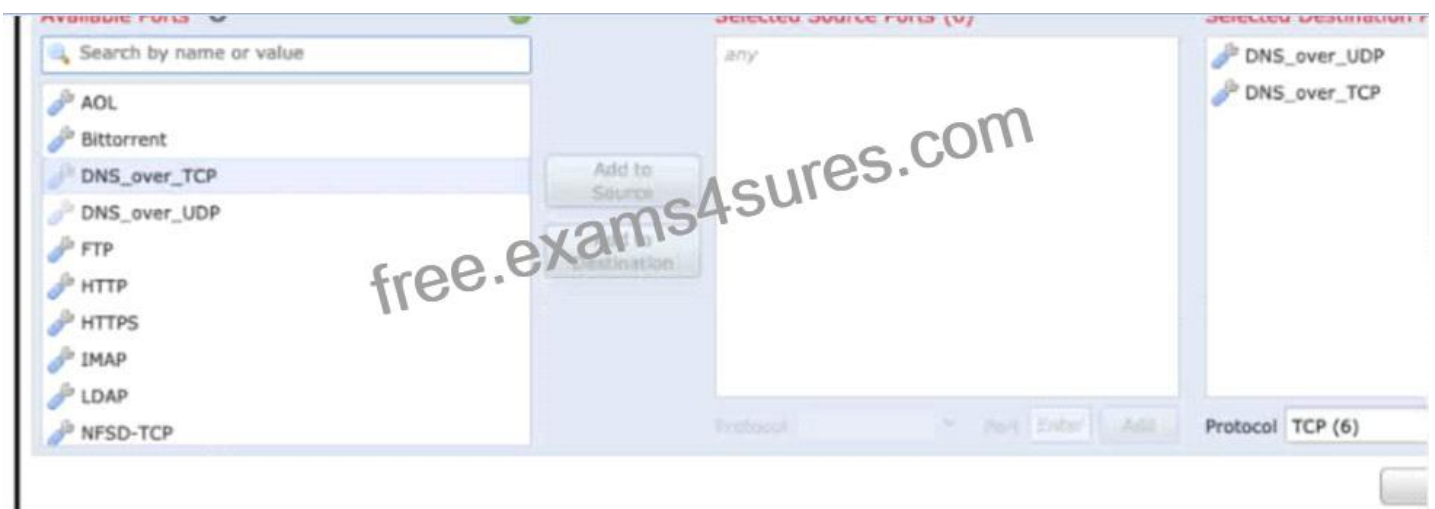 Available Ports
Selected Source Ports (0)
Selected Destination
Search by name or value
any
DNS_over_UDP
DNS_over_TCP
AOL
Bittorrent
DNS_over_TCP
DNS_over_UDP
FTP
HTTP
HTTPS
IMAP
LDAP
NFSD-TCP
Add to
Source
Add to
Destination
free.exams4sures.com
Protocol
Port
Enter
Add
Protocol
TCP (6)